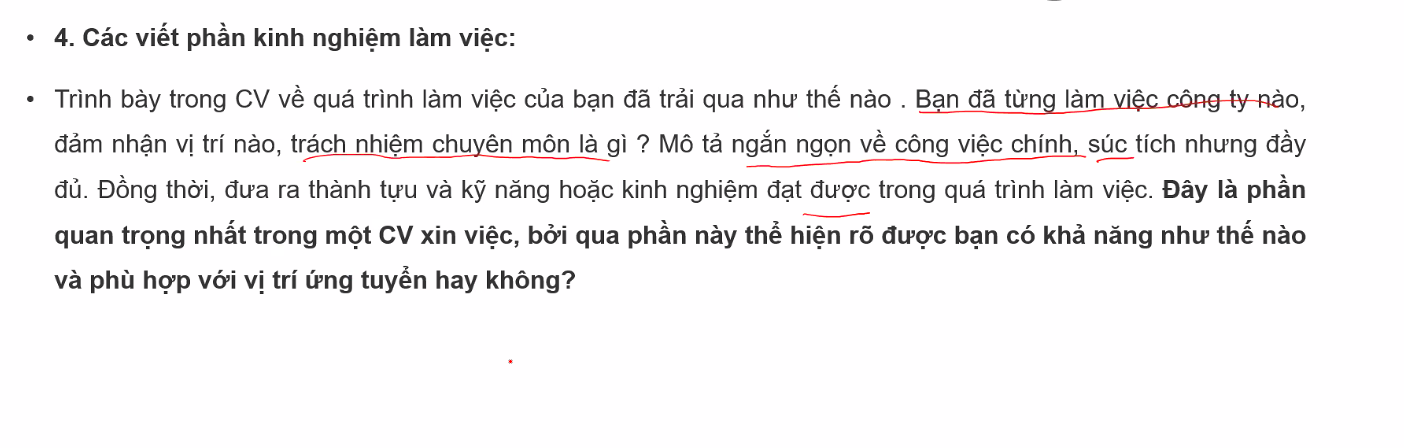 • 4. Các viết phần kinh nghiệm làm việc:
• Trình bày trong CV về quá trình làm việc của bạn đã trải qua như thế nào . Bạn đã từng làm việc công ty nào,
đảm nhận vị trí nào, trách nhiệm chuyên môn là gì ? Mô tả ngắn ngọn về công việc chính, súc tích nhưng đầy
đủ. Đồng thời, đưa ra thành tựu và kỹ năng hoặc kinh nghiệm đạt được trong quá trình làm việc. Đây là phần
quan trọng nhất trong một CV xin việc, bởi qua phần này thể hiện rõ được bạn có khả năng như thế nào
và phù hợp với vị trí ứng tuyển hay không?